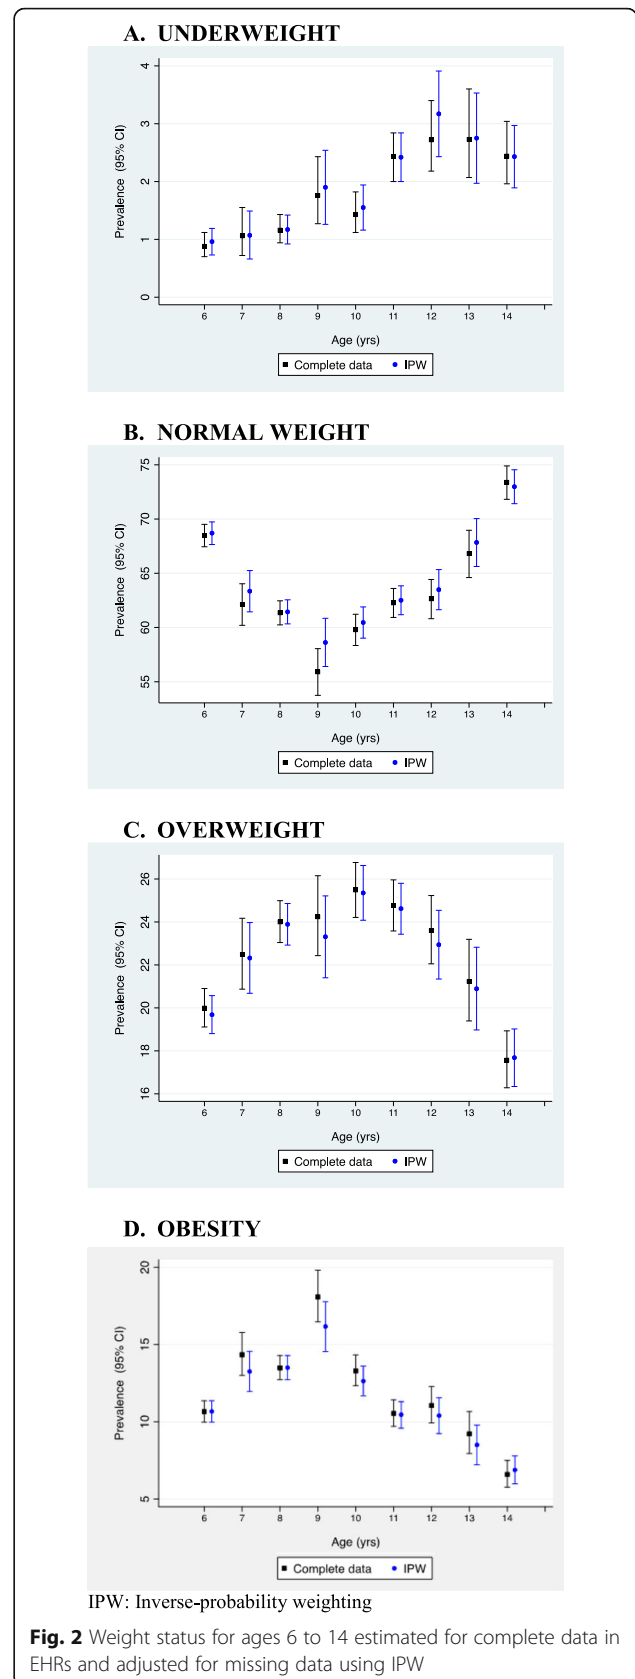 A. UNDERWEIGHT
Prevalence (95% CI)
4
3
2
1
0
6 7 8 9 10 11 12 13 14
Age (yrs)
Complete data IPW
B. NORMAL WEIGHT
Prevalence (95% CI)
75
70
65
60
55
6 7 8 9 10 11 12 13 14
Age (yrs)
Complete data IPW
C. OVERWEIGHT
Prevalence (95% CI)
26
24
22
20
18
16
6 7 8 9 10 11 12 13 14
Age (yrs)
Complete data IPW
D. OBESITY
Prevalence (95% CI)
20
15
10
5
6 7 8 9 10 11 12 13 14
Age (yrs)
Complete data IPW
IPW: Inverse-probability weighting
Fig. 2 Weight status for ages 6 to 14 estimated for complete data in
EHRs and adjusted for missing data using IPW